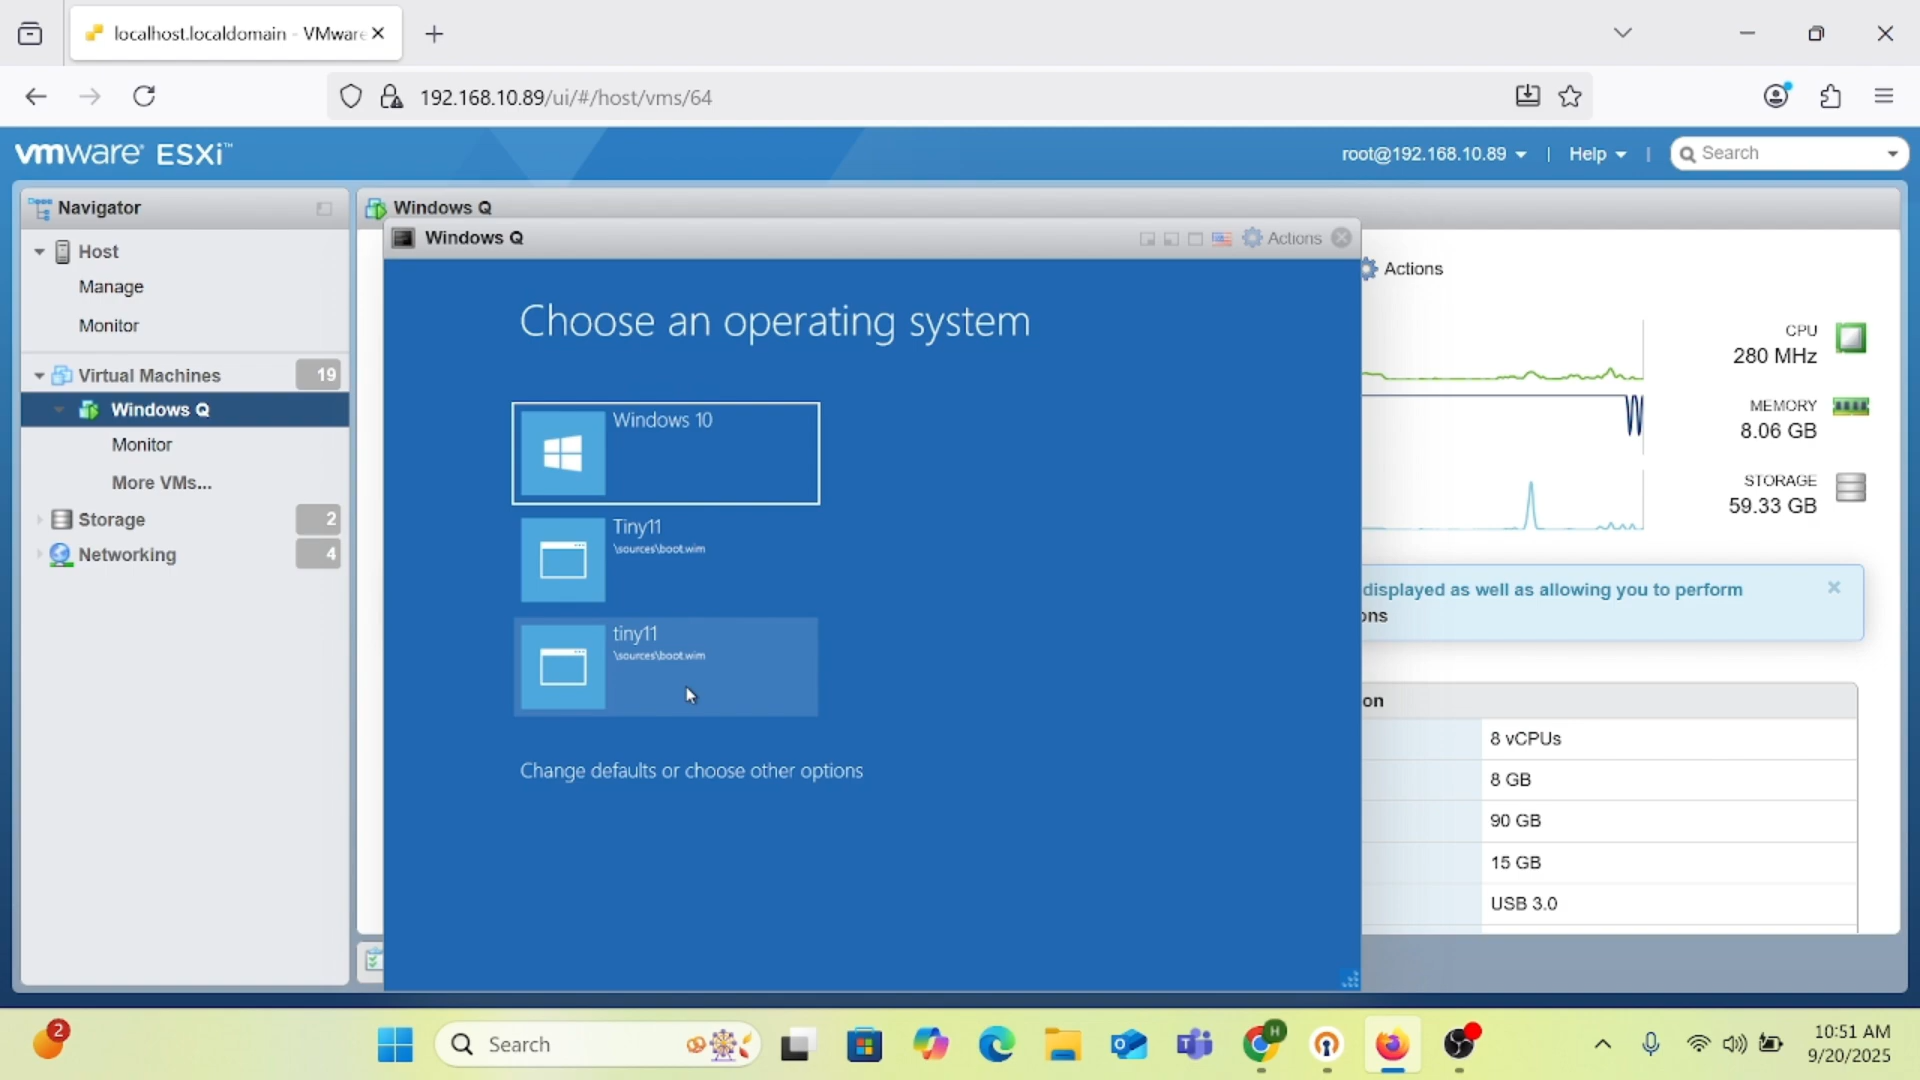 localhost.localdomain - VMware
192.168.10.89/ui/#/host/vms/64
vmware ESXi™
root@192.168.10.89
|
Help
|
Search
Navigator
Host
Manage
Monitor
Virtual Machines
19
Windows Q
Monitor
More VMs...
Storage
2
Networking
4
Windows Q
Windows Q
Actions
Choose an operating system
Windows 10
Tiny11
\sources\boot.wim
tiny11
\sources\boot.wim
Change defaults or choose other options
Actions
CPU
280 MHz
MEMORY
8.06 GB
STORAGE
59.33 GB
displayed as well as allowing you to perform
ons
on
8 vCPUs
8 GB
90 GB
15 GB
USB 3.0
2
Search
H
10:51 AM
9/20/2025